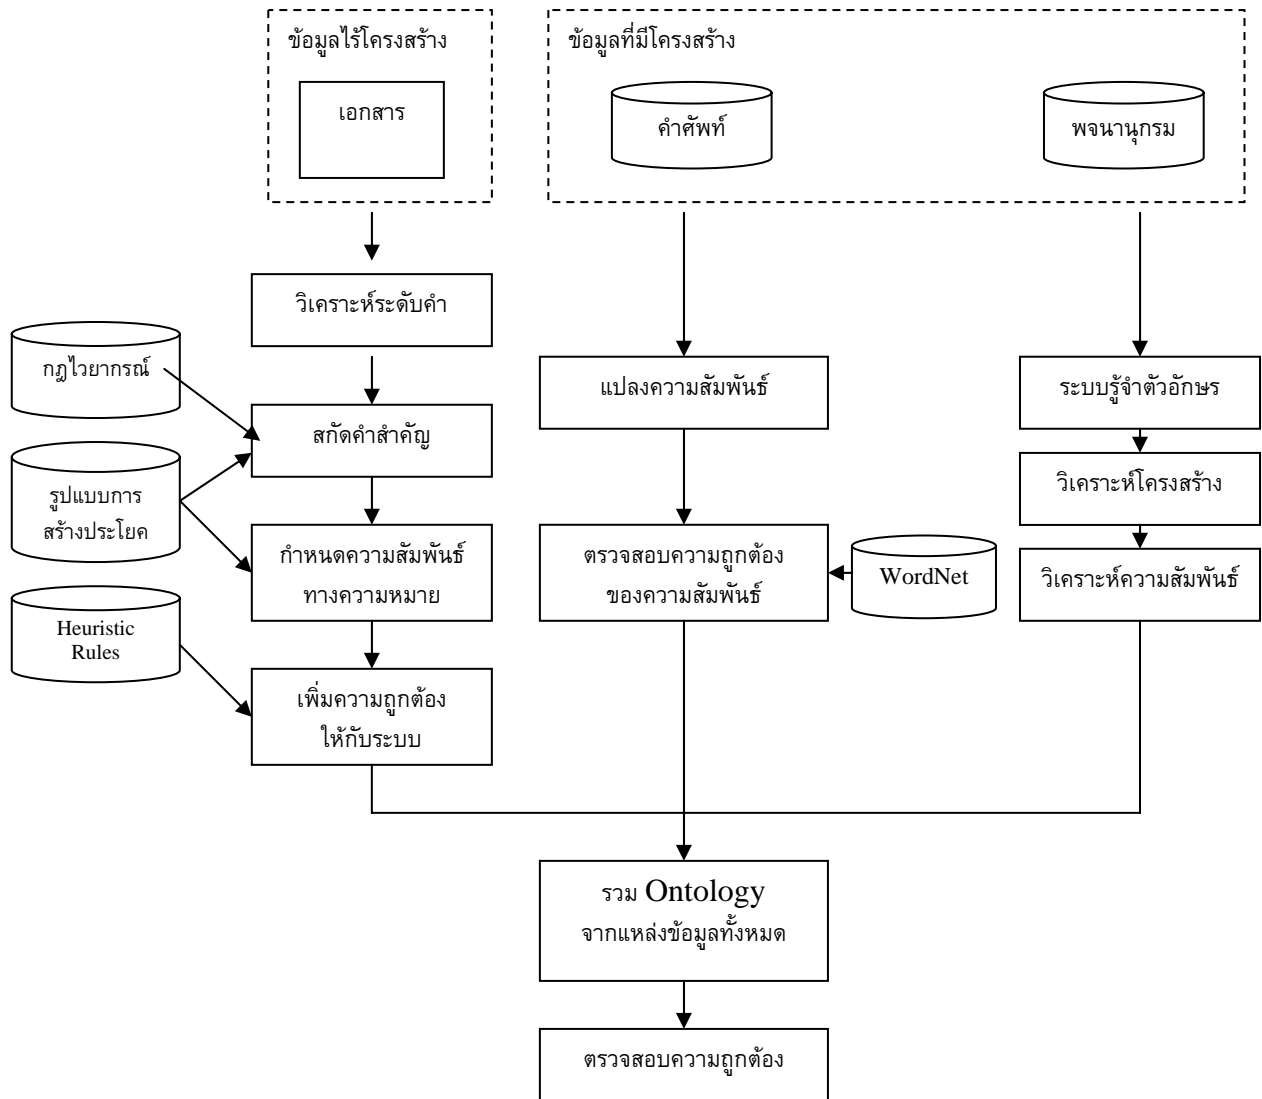 ข้อมูลไร้โครงสร้าง
ข้อมูลที่มีโครงสร้าง
เอกสาร
คำศัพท์
พจนานุกรม
วิเคราะห์ระดับคำ
กฎไวยากรณ์
แปลงความสัมพันธ์
ระบบรู้จำตัวอักษร
สกัดคำสำคัญ
รูปแบบการ
สร้างประโยค
วิเคราะห์โครงสร้าง
กำหนดความสัมพันธ์
ทางความหมาย
ตรวจสอบความถูกต้อง
ของความสัมพันธ์
WordNet
วิเคราะห์ความสัมพันธ์
Heuristic
Rules
เพิ่มความถูกต้อง
ให้กับระบบ
รวม Ontology
จากแหล่งข้อมูลทั้งหมด
ตรวจสอบความถูกต้อง